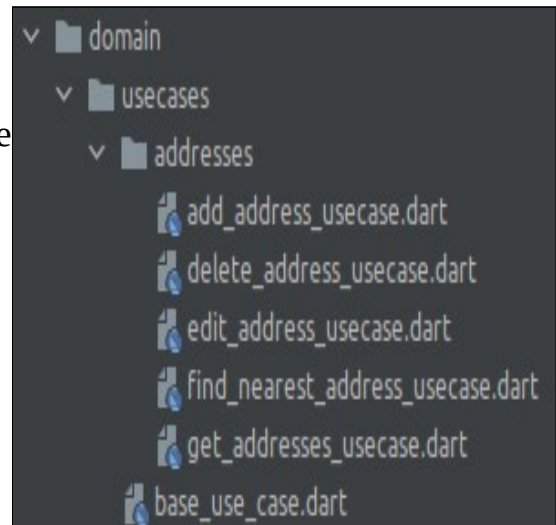 domain
usecases
e
addresses
add_address_usecase.dart
delete_address_usecase.dart
edit_address_usecase.dart
find_nearest_address_usecase.dart
get_addresses_usecase.dart
base_use_case.dart